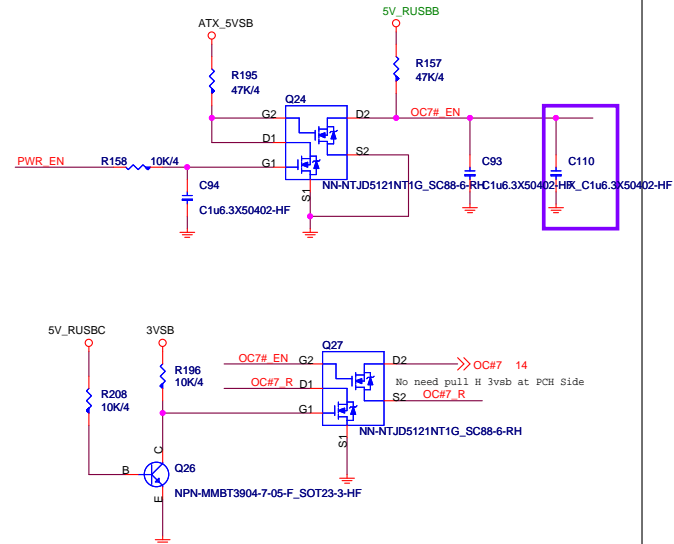 5V_RUSBB
ATX_5VSB
R195
47K/4
R157
47K/4
Q24
G2
D2
OC7#_EN
D1
S2
PWR_EN
R158
10K/4
G1
C93
C110
S1
NN-NTJD5121NT1G_SC88-6-RH
C1u6.3X50402-HF
X_C1u6.3X50402-HF
C94
C1u6.3X50402-HF
5V_RUSBC
3VSB
Q27
R196
10K/4
OC7#_EN
G2
D2
OC#7
14
No need pull H 3vsb at PCH Side
OC#7_R
D1
S2
OC#7_R
R208
10K/4
G1
S1
NN-NTJD5121NT1G_SC88-6-RH
C
B
Q26
E
NPN-MMBT3904-7-05-F_SOT23-3-HF